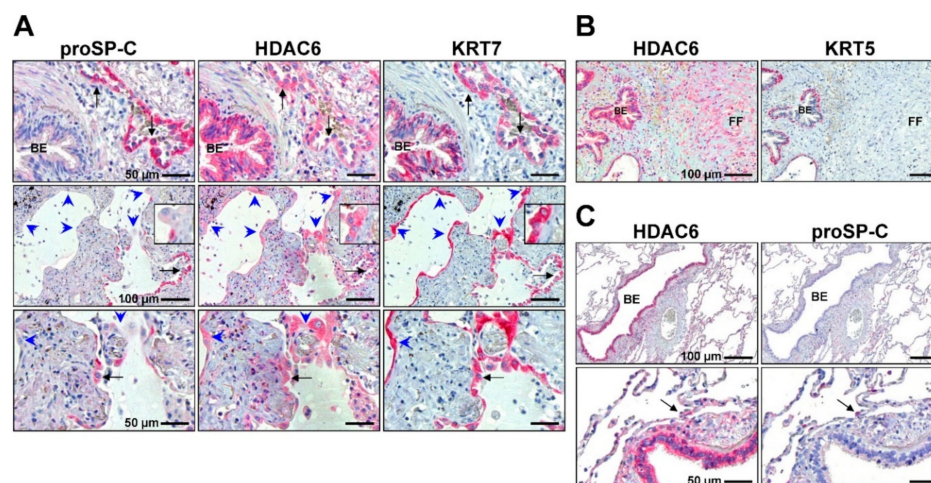 A
proSP-C HDAC6 KRT7
BE BE BE
50 µm
100 µm
50 µm
B
HDAC6 KRT5
BE FF BE FF
100 µm
C
HDAC6 proSP-C
BE BE
100 µm
50 µm